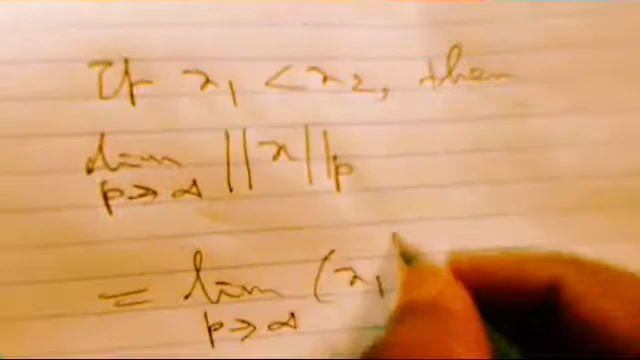 If x₁ < x₂, then
lim ||x||ₚ
p→∞
= lim (x₁
p→∞